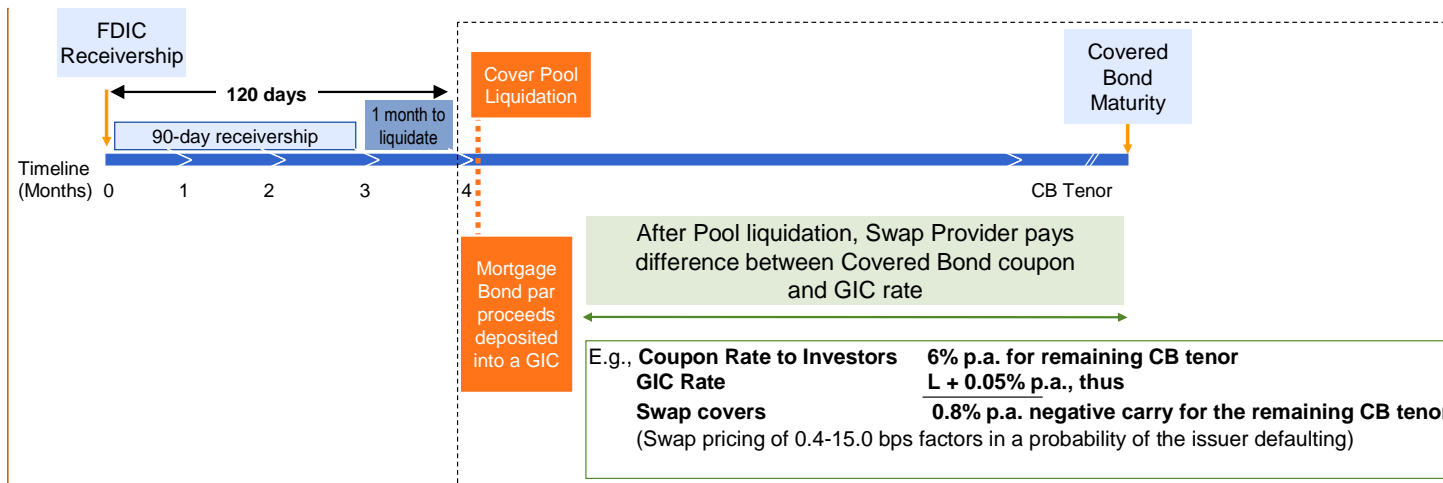 FDIC
Receivership
120 days
90-day receivership
1 month to
liquidate
Cover Pool
Liquidation
Covered
Bond
Maturity
Timeline
(Months)
0
1
2
3
4
CB Tenor
Mortgage
Bond par
proceeds
deposited
into a GIC
After Pool liquidation, Swap Provider pays
difference between Covered Bond coupon
and GIC rate
E.g., Coupon Rate to Investors 6% p.a. for remaining CB tenor
GIC Rate L + 0.05% p.a., thus
Swap covers 0.8% p.a. negative carry for the remaining CB tenor
(Swap pricing of 0.4-15.0 bps factors in a probability of the issuer defaulting)